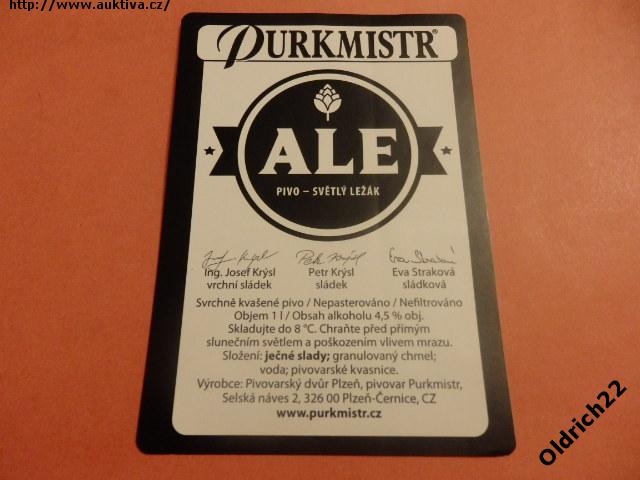 http://www.auktiva.cz/
PURKMISTR®
ALE
PIVO – SVĚTLÝ LEŽÁK
Ing. Josef Krýsl
vrchní sládek
Petr Krýsl
sládek
Eva Straková
sládková
Svrchně kvašené pivo / Nepasterováno / Nefiltrováno
Objem 1 l / Obsah alkoholu 4,5 % obj.
Skladujte do 8 °C. Chraňte před přímým
slunečním světlem a poškozením vlivem mrazu.
Složení: ječné slady; granulovaný chmel;
voda; pivovarské kvasnice.
Výrobce: Pivovarský dvůr Plzeň, pivovar Purkmistr,
Selská náves 2, 326 00 Plzeň-Černice, CZ
www.purkmistr.cz
Oldrich22